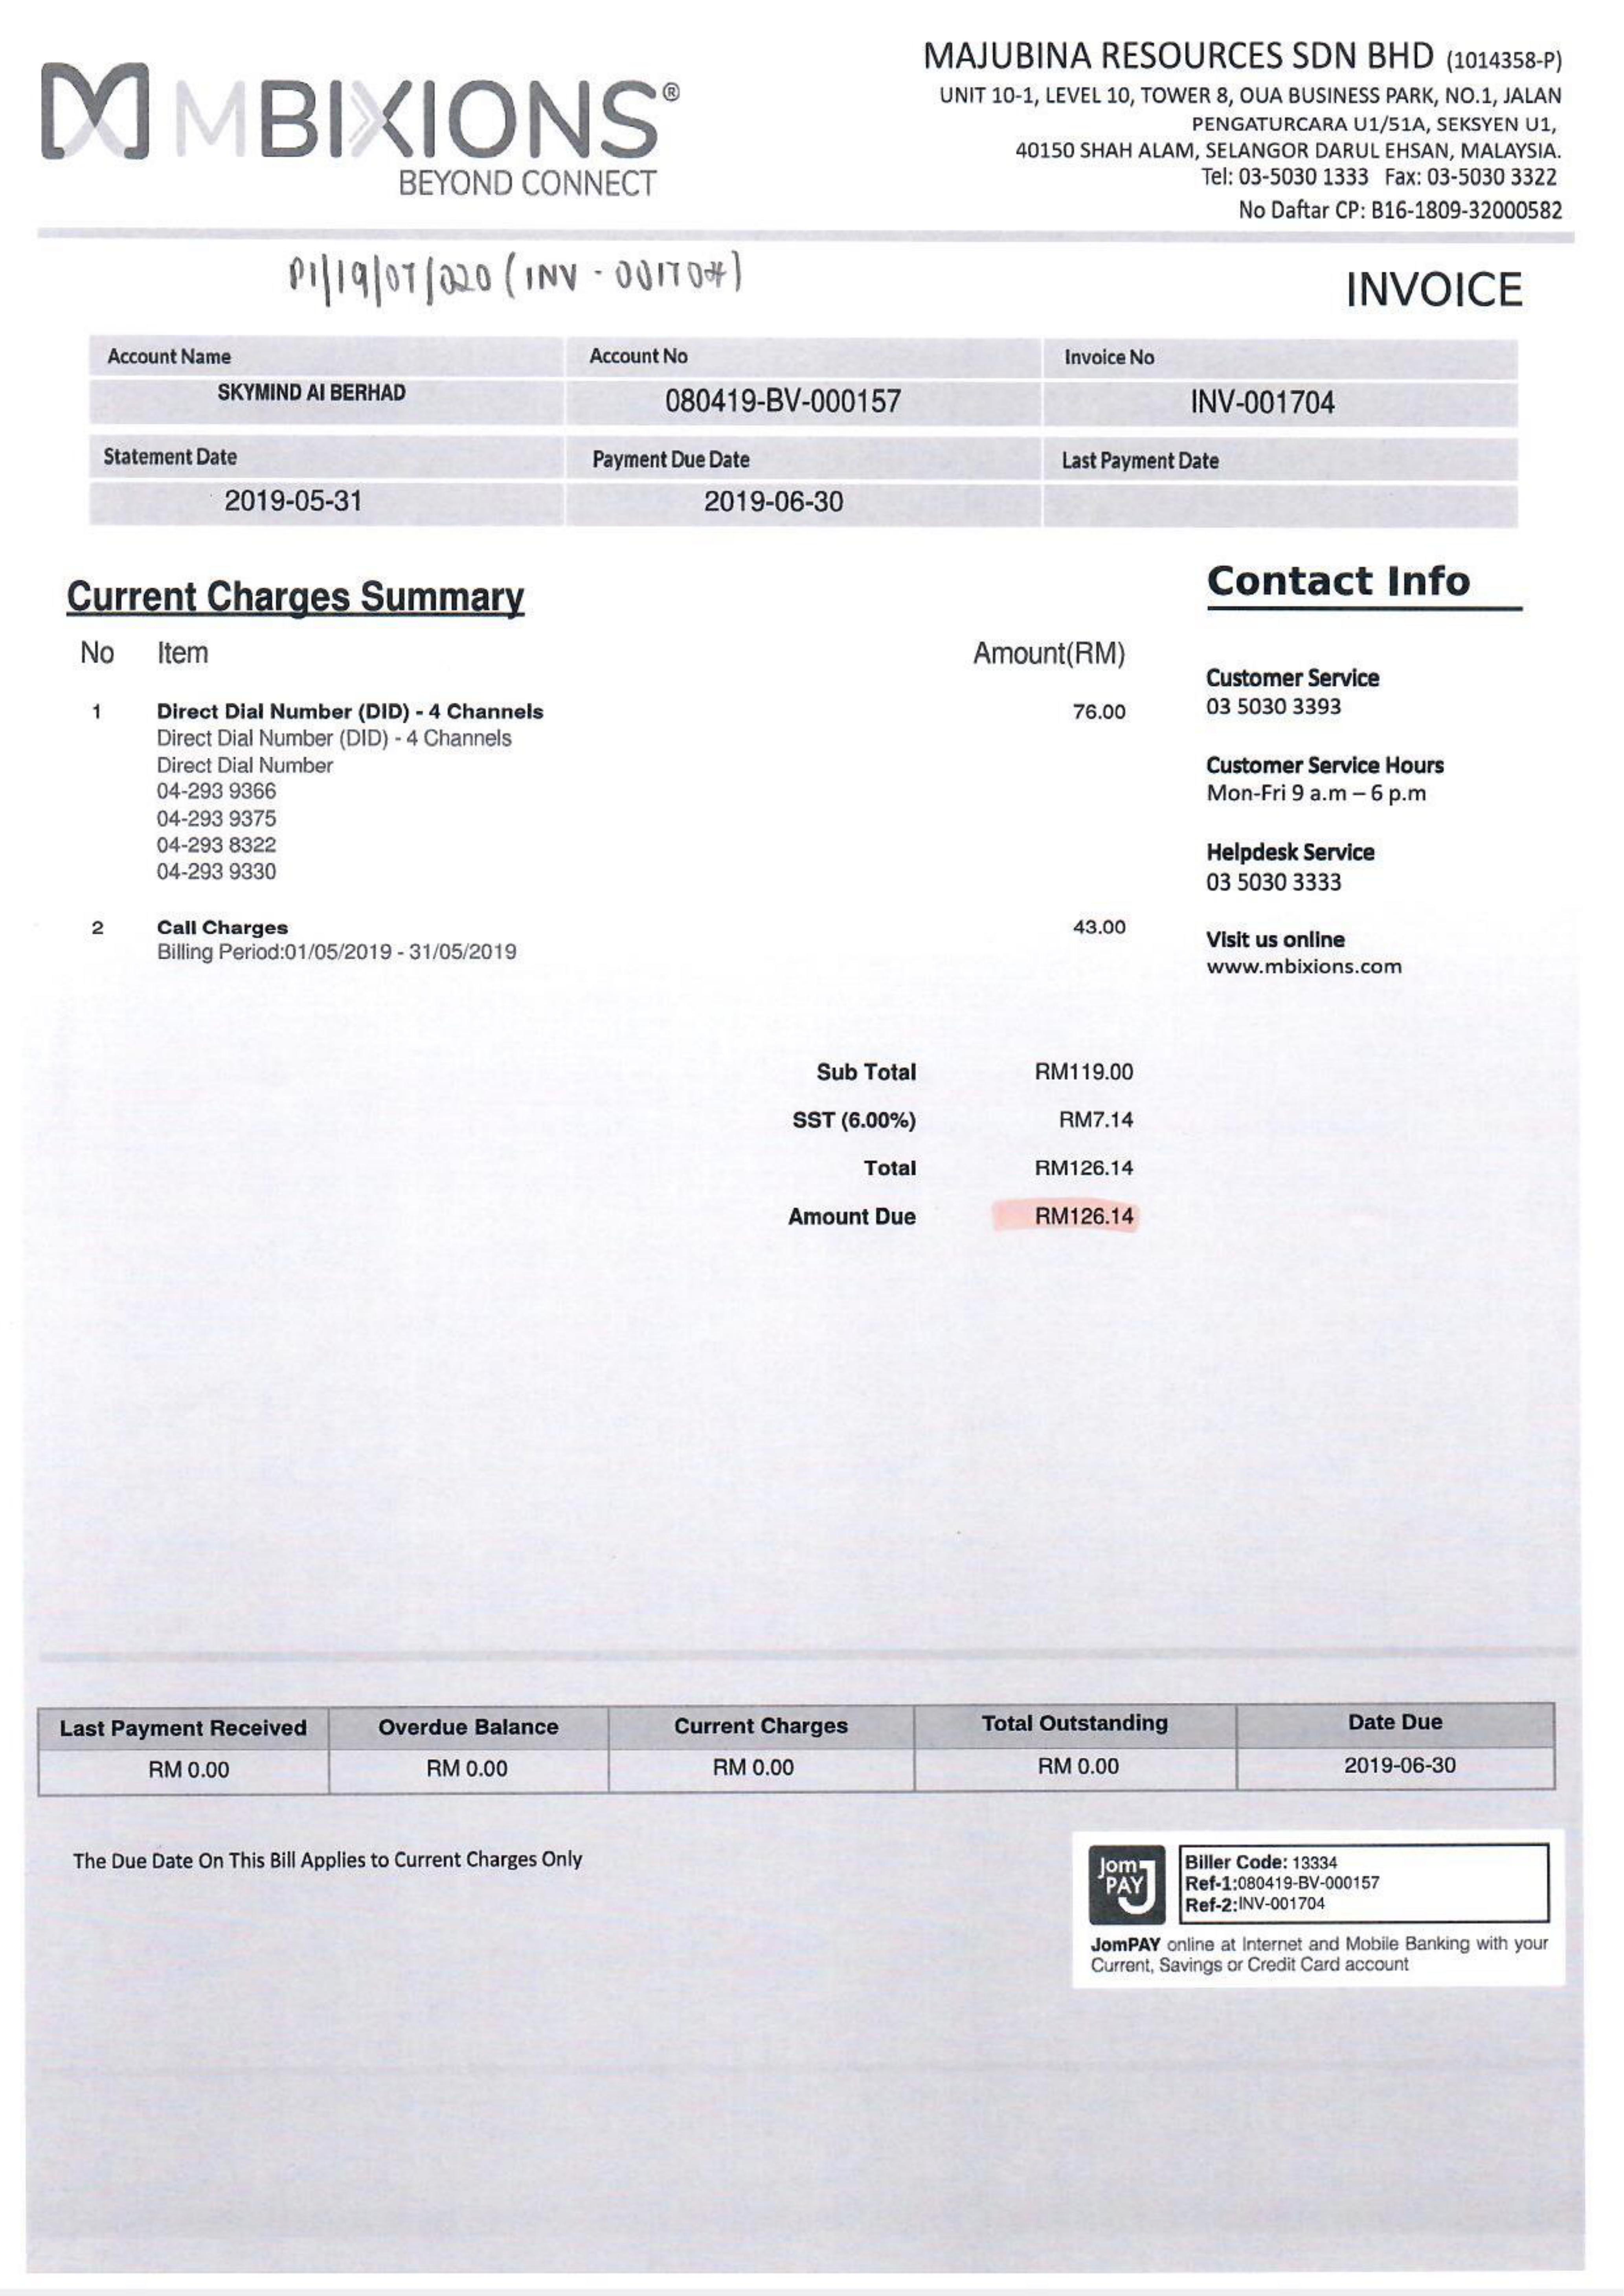 MBIXIONS®
BEYOND CONNECT
MAJUBINA RESOURCES SDN BHD (1014358-P)
UNIT 10-1, LEVEL 10, TOWER 8, OUA BUSINESS PARK, NO.1, JALAN
PENGATURCARA U1/51A, SEKSYEN U1,
40150 SHAH ALAM, SELANGOR DARUL EHSAN, MALAYSIA.
Tel: 03-5030 1333 Fax: 03-5030 3322
No Daftar CP: B16-1809-32000582
PI/19/07/020 (INV - 001704)
INVOICE
Account Name Account No Invoice No
SKYMIND AI BERHAD 080419-BV-000157 INV-001704
Statement Date Payment Due Date Last Payment Date
2019-05-31 2019-06-30
Current Charges Summary
No Item Amount(RM)
1 Direct Dial Number (DID) - 4 Channels 76.00
Direct Dial Number (DID) - 4 Channels
Direct Dial Number
04-293 9366
04-293 9375
04-293 8322
04-293 9330
2 Call Charges 43.00
Billing Period:01/05/2019 - 31/05/2019
Contact Info
Customer Service
03 5030 3393
Customer Service Hours
Mon-Fri 9 a.m – 6 p.m
Helpdesk Service
03 5030 3333
Visit us online
www.mbixions.com
Sub Total RM119.00
SST (6.00%) RM7.14
Total RM126.14
Amount Due RM126.14
Last Payment Received Overdue Balance Current Charges Total Outstanding Date Due
RM 0.00 RM 0.00 RM 0.00 RM 0.00 2019-06-30
The Due Date On This Bill Applies to Current Charges Only
Jom
PAY
Biller Code: 13334
Ref-1:080419-BV-000157
Ref-2:INV-001704
JomPAY online at Internet and Mobile Banking with your
Current, Savings or Credit Card account